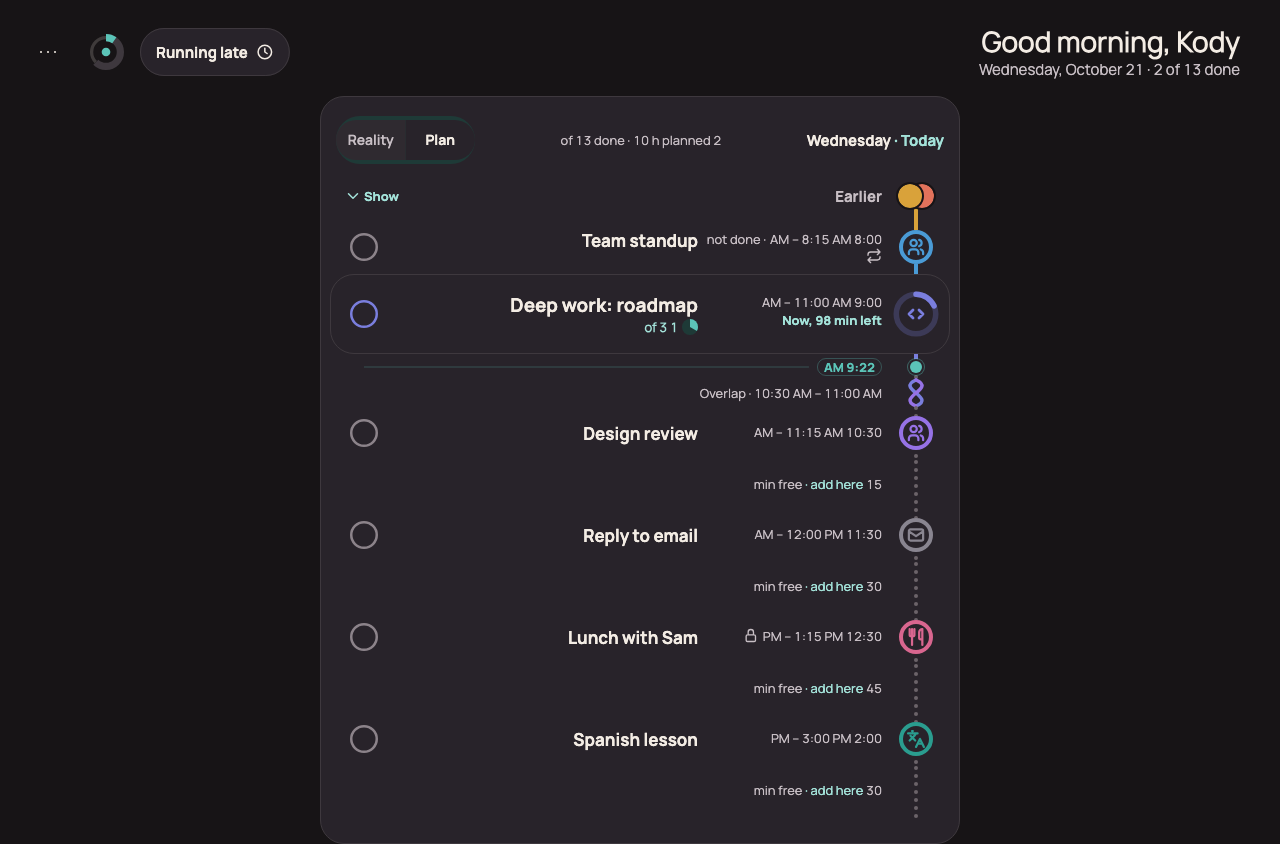 Running late
Good morning, Kody
Wednesday, October 21 · 2 of 13 done
Reality
Plan
of 13 done · 10 h planned 2
Wednesday · Today
Show
Earlier
Team standup
not done · AM – 8:15 AM 8:00
Deep work: roadmap
of 3 1
AM – 11:00 AM 9:00
Now, 98 min left
AM 9:22
Overlap · 10:30 AM – 11:00 AM
Design review
AM – 11:15 AM 10:30
min free · add here 15
Reply to email
AM – 12:00 PM 11:30
min free · add here 30
Lunch with Sam
PM – 1:15 PM 12:30
min free · add here 45
Spanish lesson
PM – 3:00 PM 2:00
min free · add here 30